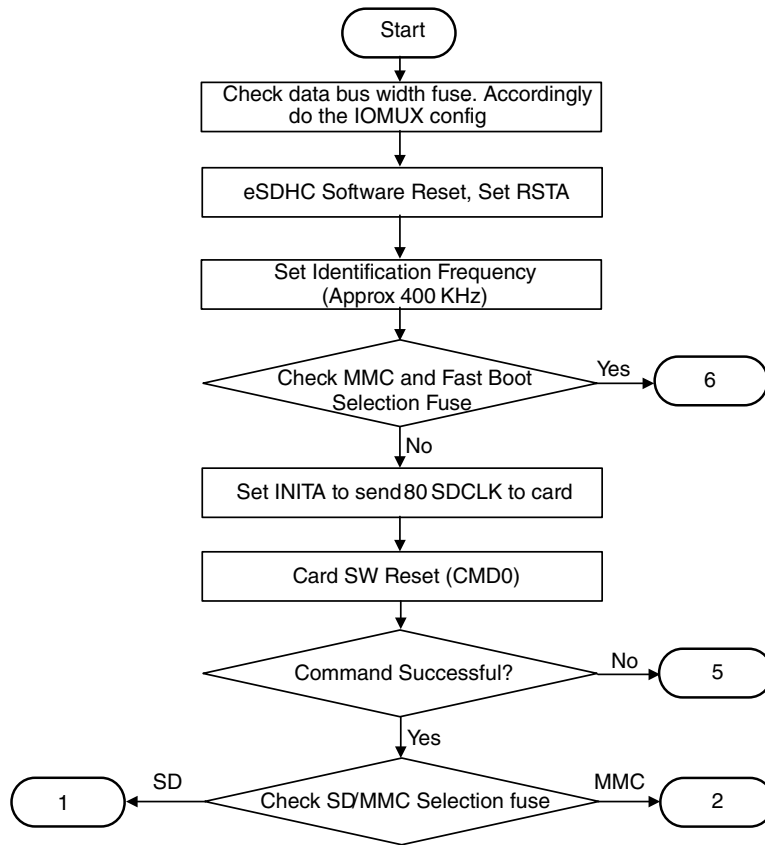 Start
Check data bus width fuse. Accordingly
do the IOMUX config
eSDHC Software Reset, Set RSTA
Set Identification Frequency
(Approx 400 KHz)
Check MMC and Fast Boot
Selection Fuse
Yes
6
No
Set INITA to send 80 SDCLK to card
Card SW Reset (CMD0)
Command Successful?
No
5
Yes
SD
1
Check SD/MMC Selection fuse
MMC
2